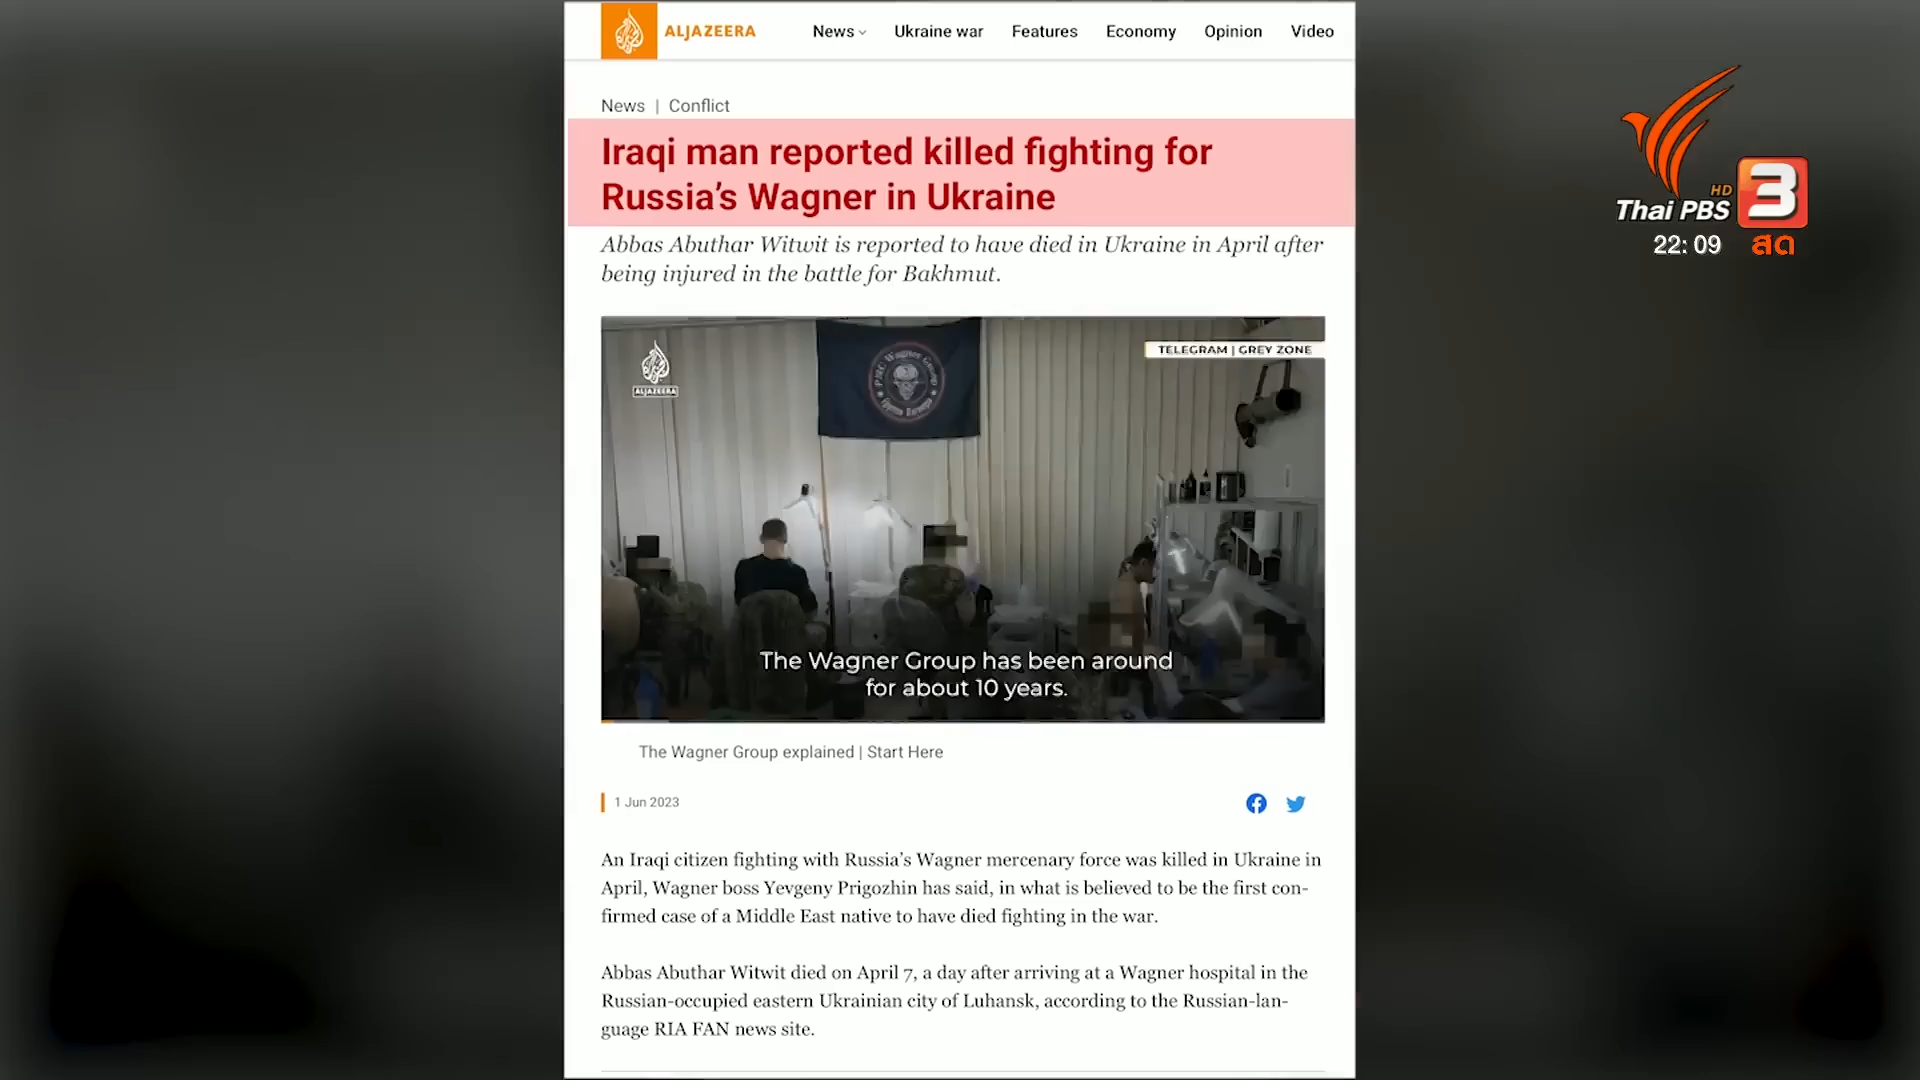 ALJAZEERA
News
Ukraine war
Features
Economy
Opinion
Video
News | Conflict
Iraqi man reported killed fighting for
Russia’s Wagner in Ukraine
Abbas Abuthar Witwit is reported to have died in Ukraine in April after
being injured in the battle for Bakhmut.
ALJAZEERA
TELEGRAM | GREY ZONE
PMC Wagner Group
Группа Вагнера
The Wagner Group has been around
for about 10 years.
The Wagner Group explained | Start Here
1 Jun 2023
An Iraqi citizen fighting with Russia’s Wagner mercenary force was killed in Ukraine in
April, Wagner boss Yevgeny Prigozhin has said, in what is believed to be the first con-
firmed case of a Middle East native to have died fighting in the war.
Abbas Abuthar Witwit died on April 7, a day after arriving at a Wagner hospital in the
Russian-occupied eastern Ukrainian city of Luhansk, according to the Russian-lan-
guage RIA FAN news site.
Thai PBS HD 3
22:09 สด